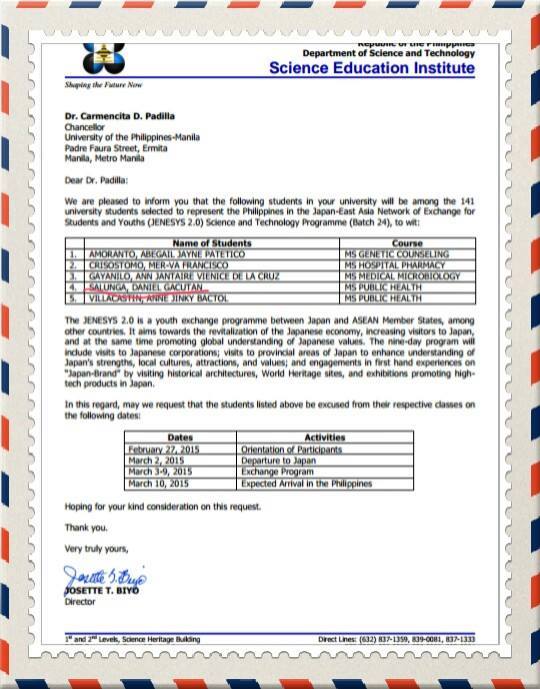 Republic of the Philippines
Department of Science and Technology
Science Education Institute
Shaping the Future Now
Dr. Carmencita D. Padilla
Chancellor
University of the Philippines-Manila
Padre Faura Street, Ermita
Manila, Metro Manila
Dear Dr. Padilla:
We are pleased to inform you that the following students in your university will be among the 141
university students selected to represent the Philippines in the Japan-East Asia Network of Exchange for
Students and Youths (JENESYS 2.0) Science and Technology Programme (Batch 24), to wit:
Name of Students Course
1. AMORANTO, ABEGAIL JAYNE PATETICO MS GENETIC COUNSELING
2. CRISOSTOMO, MER-VA FRANCISCO MS HOSPITAL PHARMACY
3. GAYANILO, ANN JANTAIRE VIENICE DE LA CRUZ MS MEDICAL MICROBIOLOGY
4. SALUNGA, DANIEL GACUTAN MS PUBLIC HEALTH
5. VILLACASTIN, ANNE JINKY BACTOL MS PUBLIC HEALTH
The JENESYS 2.0 is a youth exchange programme between Japan and ASEAN Member States, among
other countries. It aims towards the revitalization of the Japanese economy, increasing visitors to Japan,
and at the same time promoting global understanding of Japanese values. The nine-day program will
include visits to Japanese corporations; visits to provincial areas of Japan to enhance understanding of
Japan's strengths, local cultures, attractions, and values; and engagements in first hand experiences on
"Japan-Brand" by visiting historical architectures, World Heritage sites, and exhibitions promoting high-
tech products in Japan.
In this regard, may we request that the students listed above be excused from their respective classes on
the following dates:
Dates Activities
February 27, 2015 Orientation of Participants
March 2, 2015 Departure to Japan
March 3-9, 2015 Exchange Program
March 10, 2015 Expected Arrival in the Philippines
Hoping for your kind consideration on this request.
Thank you.
Very truly yours,
Josette T. Biyo
JOSETTE T. BIYO
Director
1st and 2nd Levels, Science Heritage Building Direct Lines: (632) 837-1359, 839-0081, 837-1333